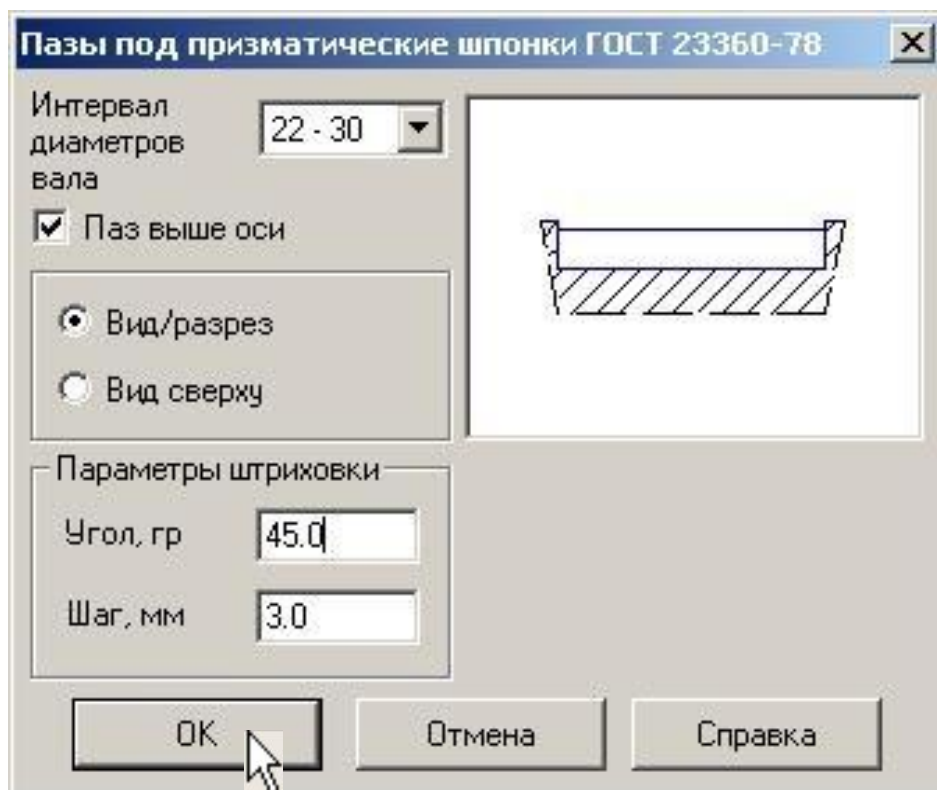 Пазы под призматические шпонки ГОСТ 23360-78
Интервал
диаметров
вала
22 - 30
Паз выше оси
Вид/разрез
Вид сверху
Параметры штриховки
Угол, гр
45.0
Шаг, мм
3.0
OK
Отмена
Справка